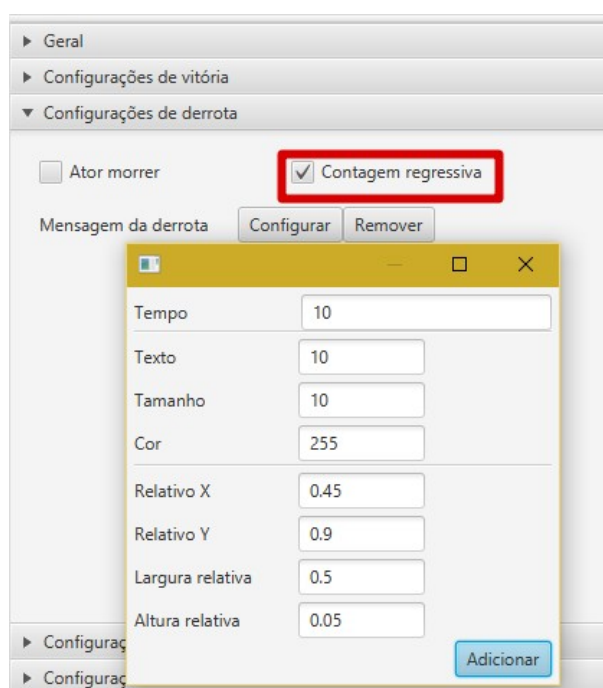 Geral
Configurações de vitória
Configurações de derrota
Ator morrer Contagem regressiva
Mensagem da derrota Configurar Remover
Tempo 10
Texto 10
Tamanho 10
Cor 255
Relativo X 0.45
Relativo Y 0.9
Largura relativa 0.5
Altura relativa 0.05
Adicionar